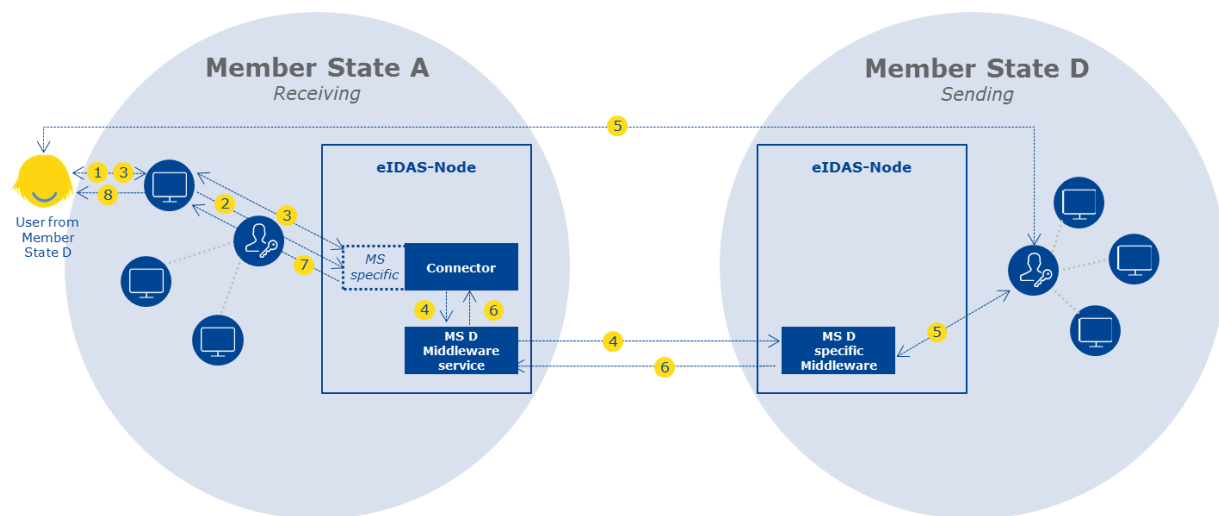 Member State A
Receiving
Member State D
Sending
5
eIDAS-Node
eIDAS-Node
1
3
8
2
3
7
User from
Member
State D
MS
specific
Connector
4
6
MS D
Middleware
service
4
6
MS D
specific
Middleware
5